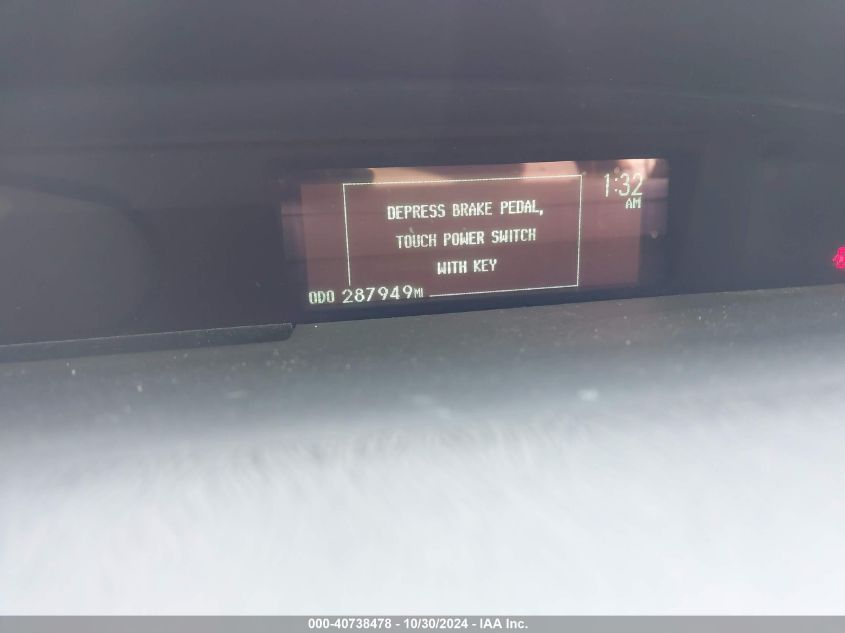 1:32
AM
DEPRESS BRAKE PEDAL,
TOUCH POWER SWITCH
WITH KEY
ODO 287949MI
000-40738478 - 10/30/2024 - IAA Inc.